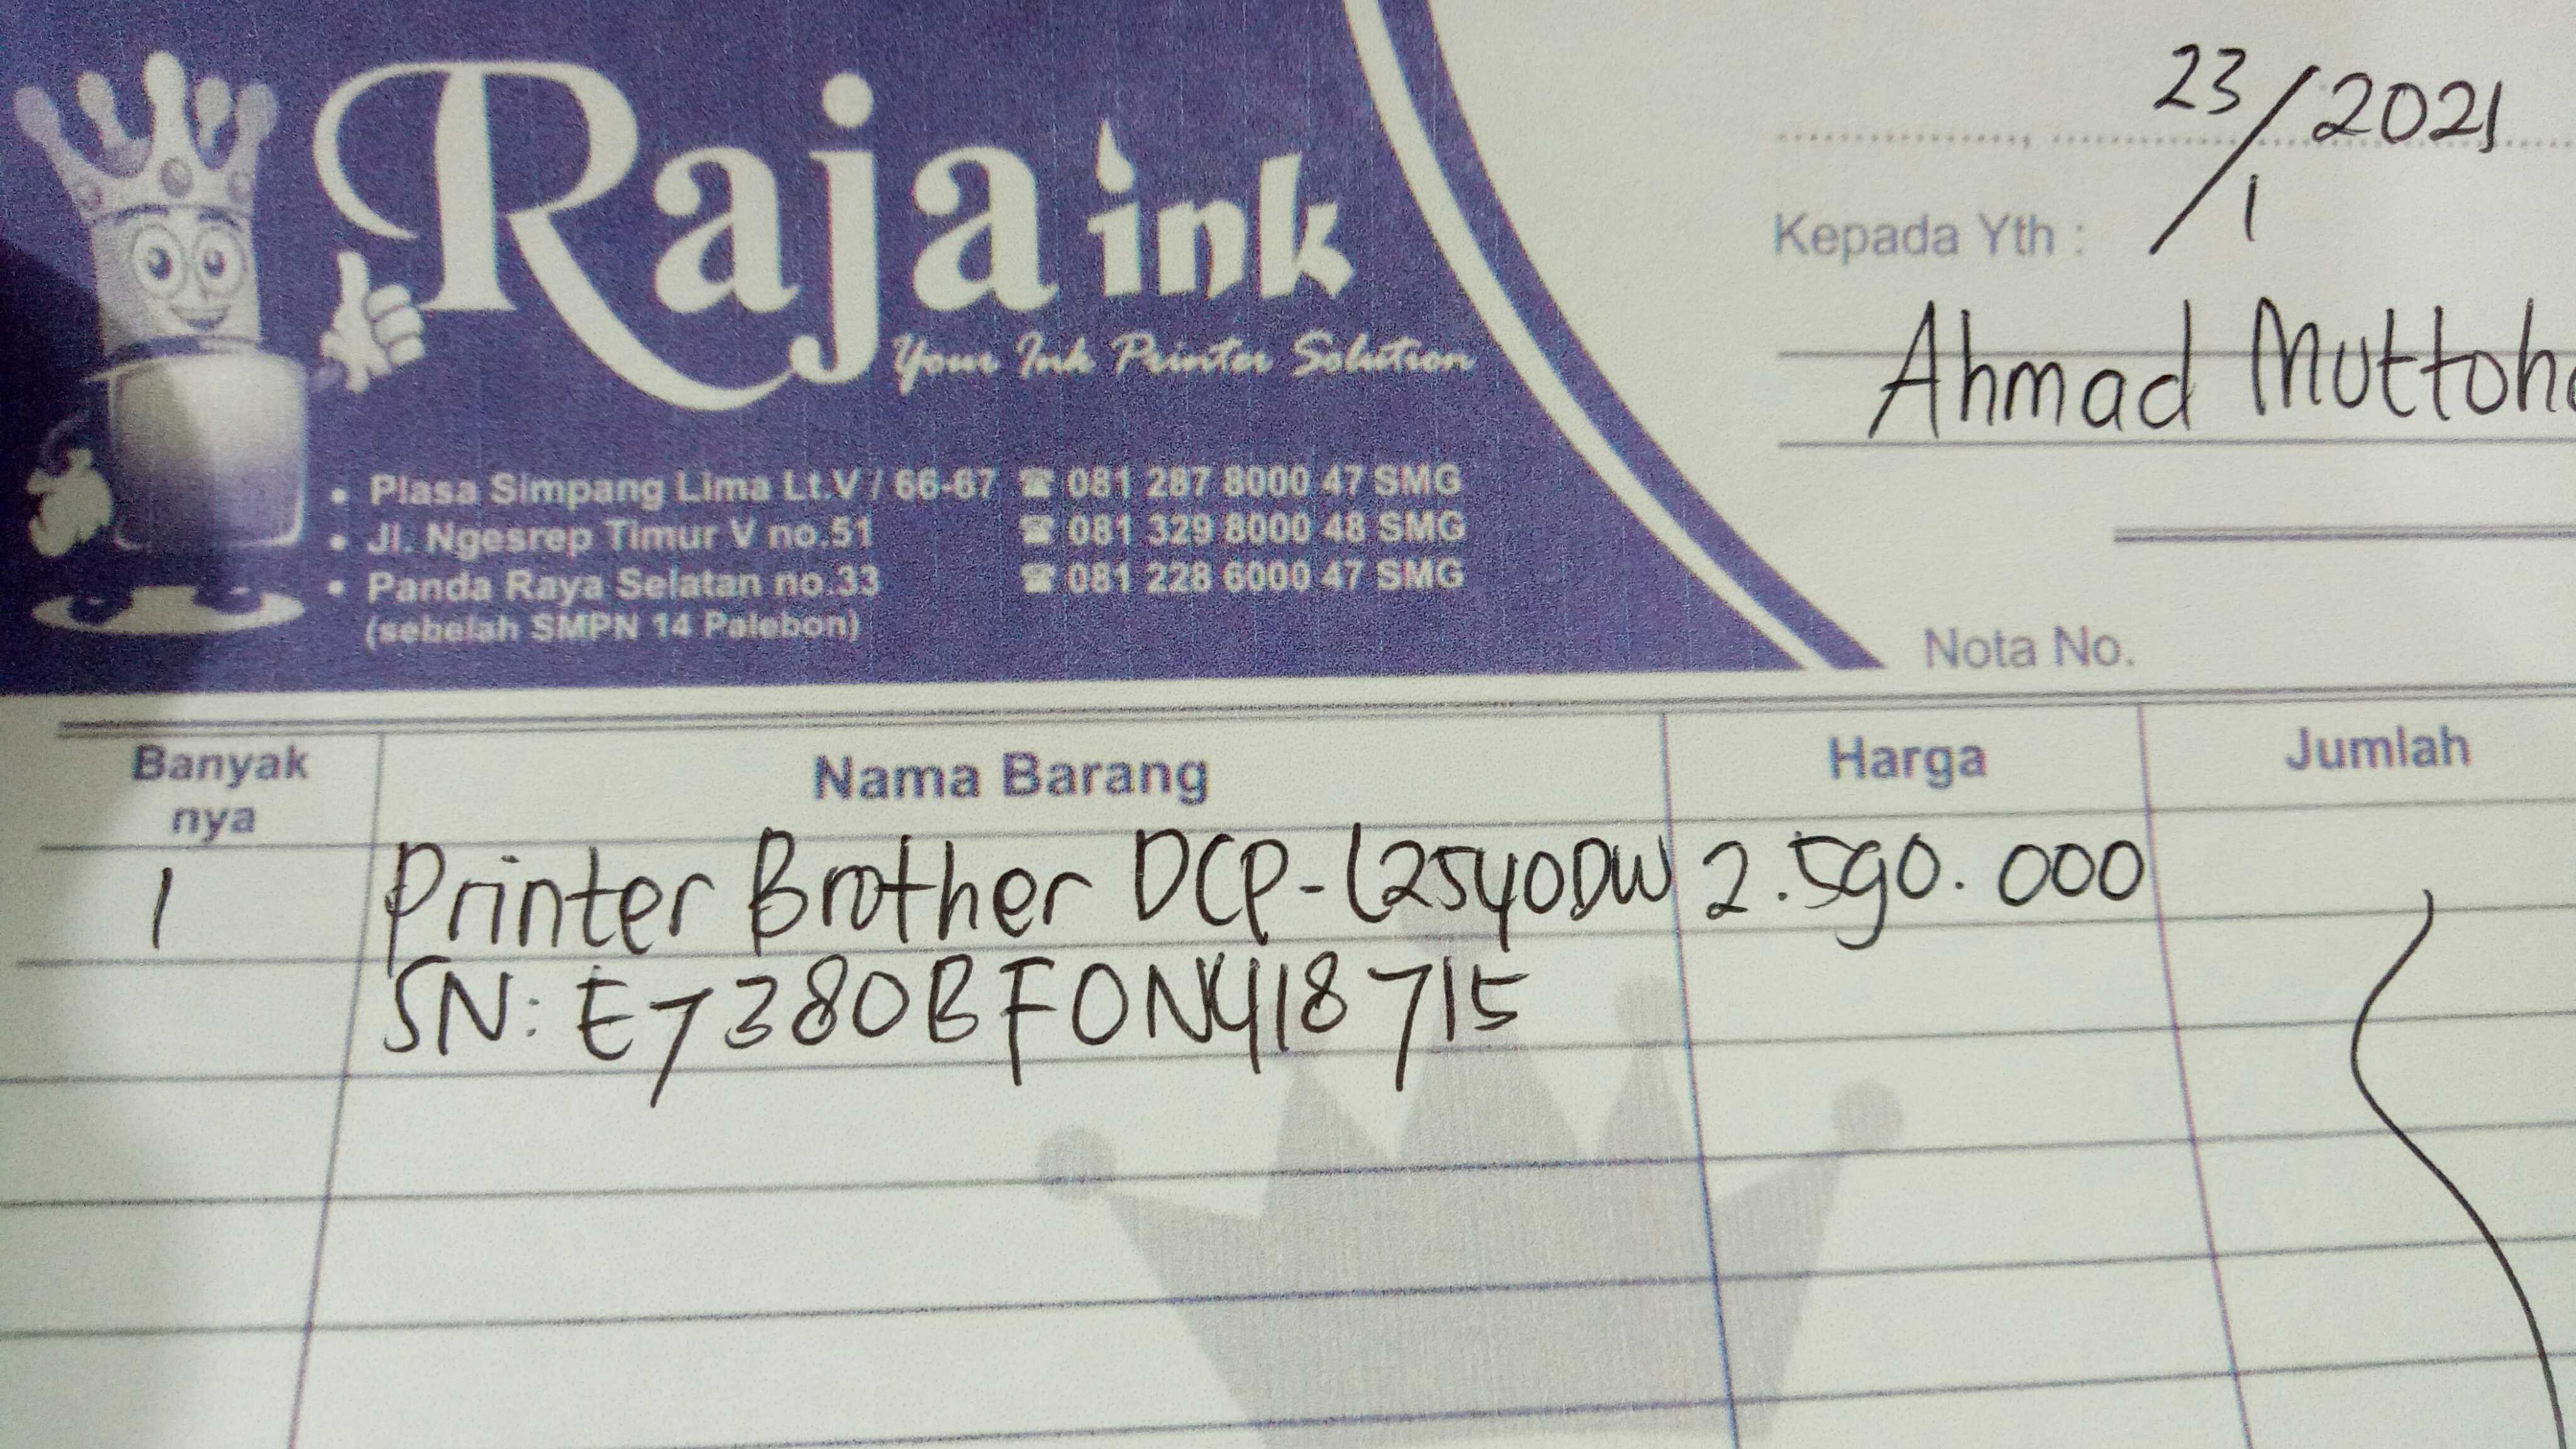 Raja ink
Your Ink Printer Solution
• Plasa Simpang Lima Lt.V / 66-67 ☎ 081 287 8000 47 SMG
• Jl. Ngesrep Timur V no.51 ☎ 081 329 8000 48 SMG
• Panda Raya Selatan no.33 ☎ 081 228 6000 47 SMG
(sebelah SMPN 14 Palebon)
23/1 2021
Kepada Yth :
Ahmad
Nota No.
Banyak nya Nama Barang Harga Jumlah
1 Printer Brother DCP-L2540DW 2.590.000
SN: E7380BFON418715